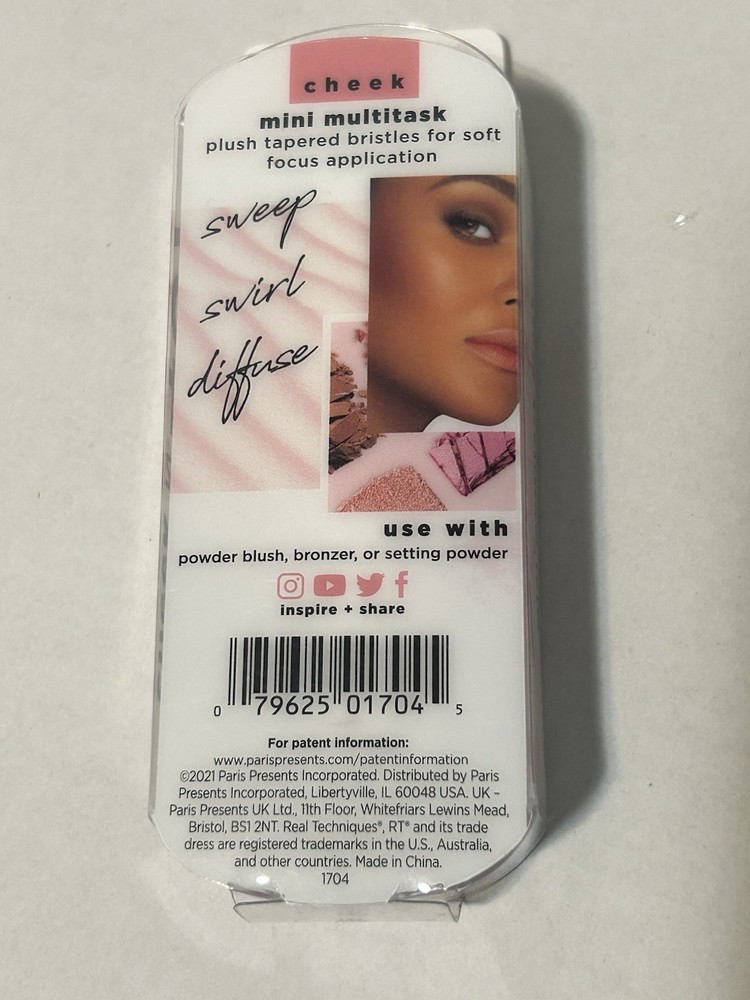 cheek
mini multitask
plush tapered bristles for soft
focus application
sweep
swirl
diffuse
use with
powder blush, bronzer, or setting powder
inspire + share
0 79625 01704 5
For patent information:
www.parispresents.com/patentinformation
©2021 Paris Presents Incorporated. Distributed by Paris
Presents Incorporated, Libertyville, IL 60048 USA. UK –
Paris Presents UK Ltd., 11th Floor, Whitefriars Lewins Mead,
Bristol, BS1 2NT. Real Techniques®, RT® and its trade
dress are registered trademarks in the U.S., Australia,
and other countries. Made in China.
1704